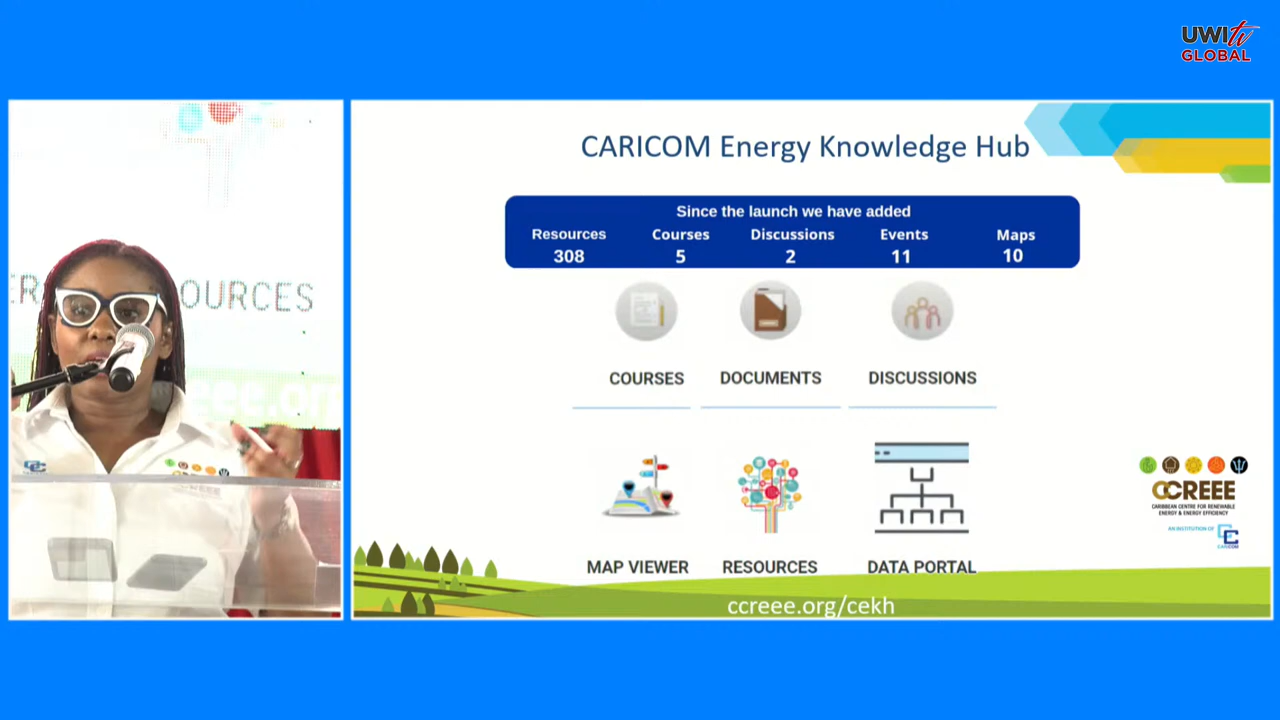 UWItv
GLOBAL
OURCES
CARICOM Energy Knowledge Hub
Since the launch we have added
Resources Courses Discussions Events Maps
308 5 2 11 10
COURSES DOCUMENTS DISCUSSIONS
MAP VIEWER RESOURCES DATA PORTAL
ccreee.org/cekh
CCREEE
CARIBBEAN CENTRE FOR RENEWABLE
ENERGY & ENERGY EFFICIENCY
AN INSTITUTION OF
CARICOM